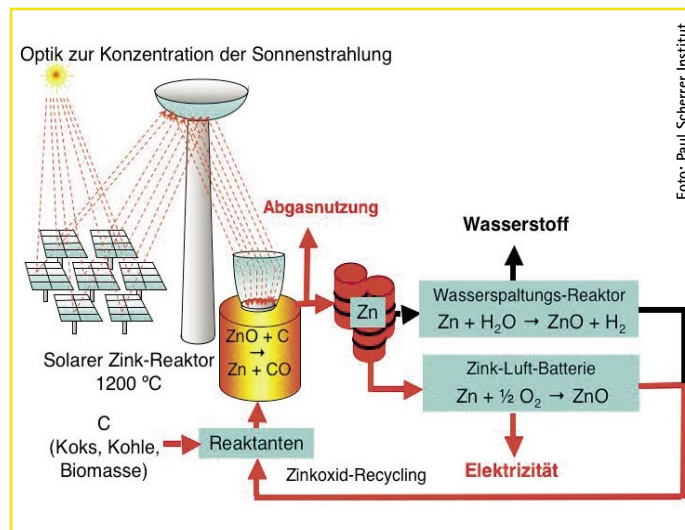 Optik zur Konzentration der Sonnenstrahlung
Foto: Paul Scherrer Institut
Abgasnutzung
Wasserstoff
Zn
Wasserspaltungs-Reaktor
Zn + H₂O → ZnO + H₂
ZnO + C
→
Zn + CO
Solarer Zink-Reaktor
1200 ºC
Zink-Luft-Batterie
Zn + ½ O₂ → ZnO
C
(Koks, Kohle,
Biomasse)
Reaktanten
Zinkoxid-Recycling
Elektrizität